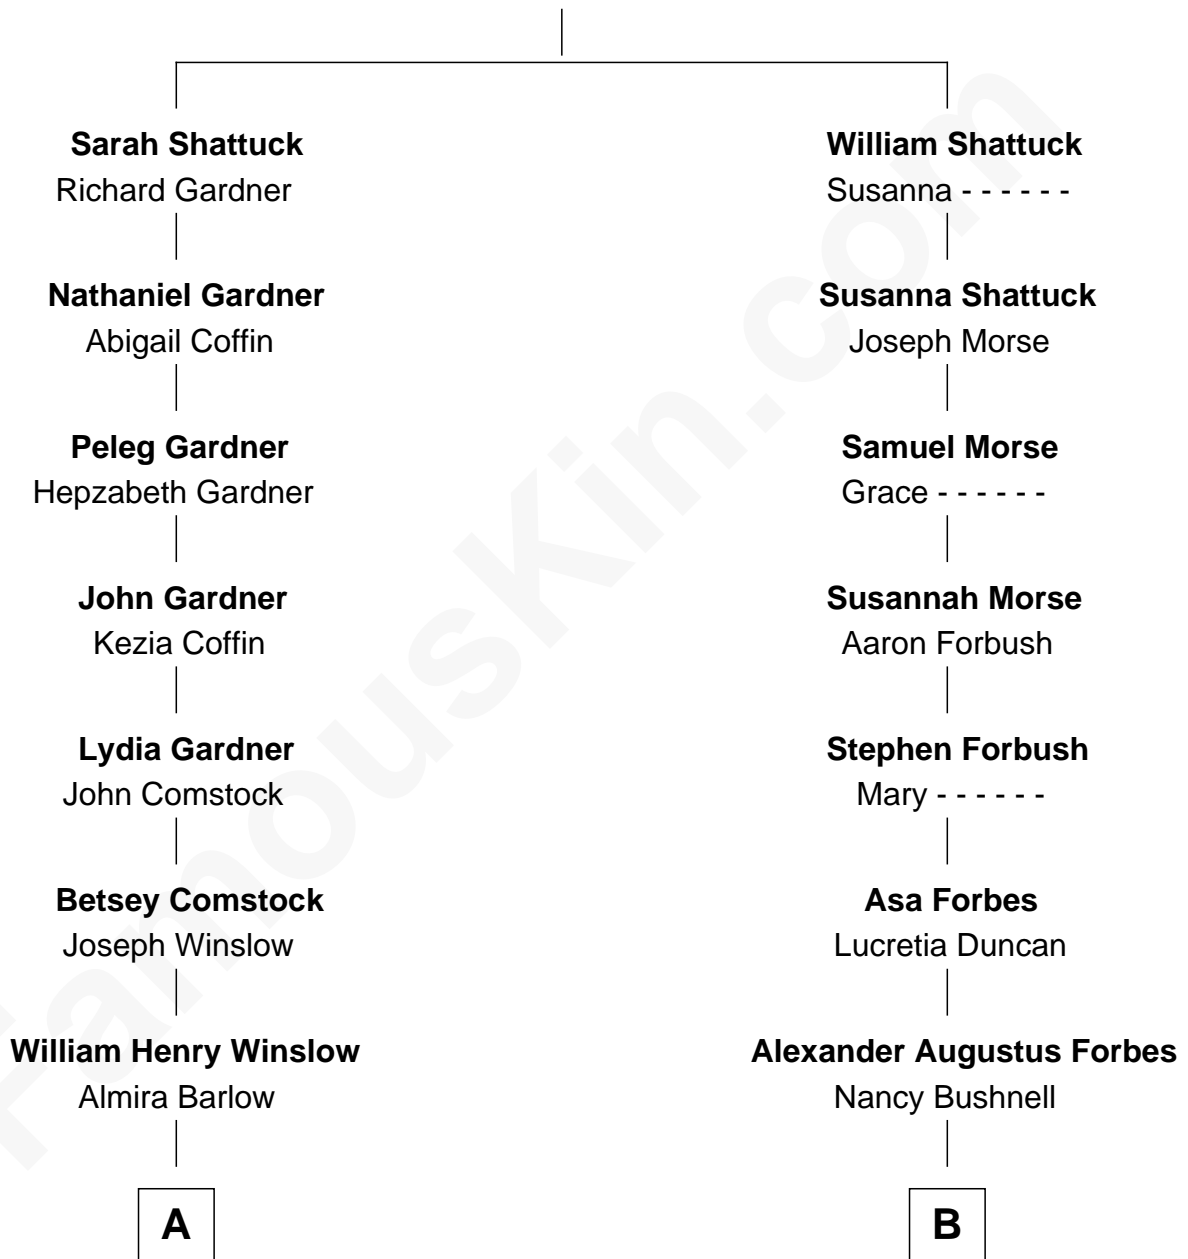 Sarah Shattuck
Richard Gardner
William Shattuck
Susanna - - - - - -
Nathaniel Gardner
Abigail Coffin
Susanna Shattuck
Joseph Morse
Peleg Gardner
Hepzabeth Gardner
Samuel Morse
Grace - - - - - -
John Gardner
Kezia Coffin
Susannah Morse
Aaron Forbush
Lydia Gardner
John Comstock
Stephen Forbush
Mary - - - - - -
Betsey Comstock
Joseph Winslow
Asa Forbes
Lucretia Duncan
William Henry Winslow
Almira Barlow
Alexander Augustus Forbes
Nancy Bushnell
A
B
FamousKin.com